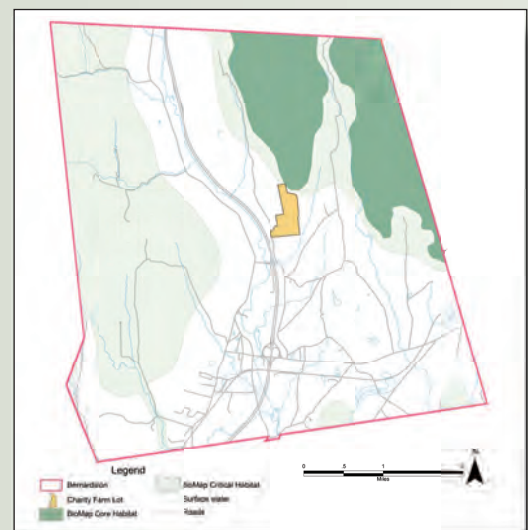 Legend
Bernardston
Charity Farm Lot
BioMap Core Habitat
BioMap Critical Habitat
Surface water
Roads
0 .5 1
Miles